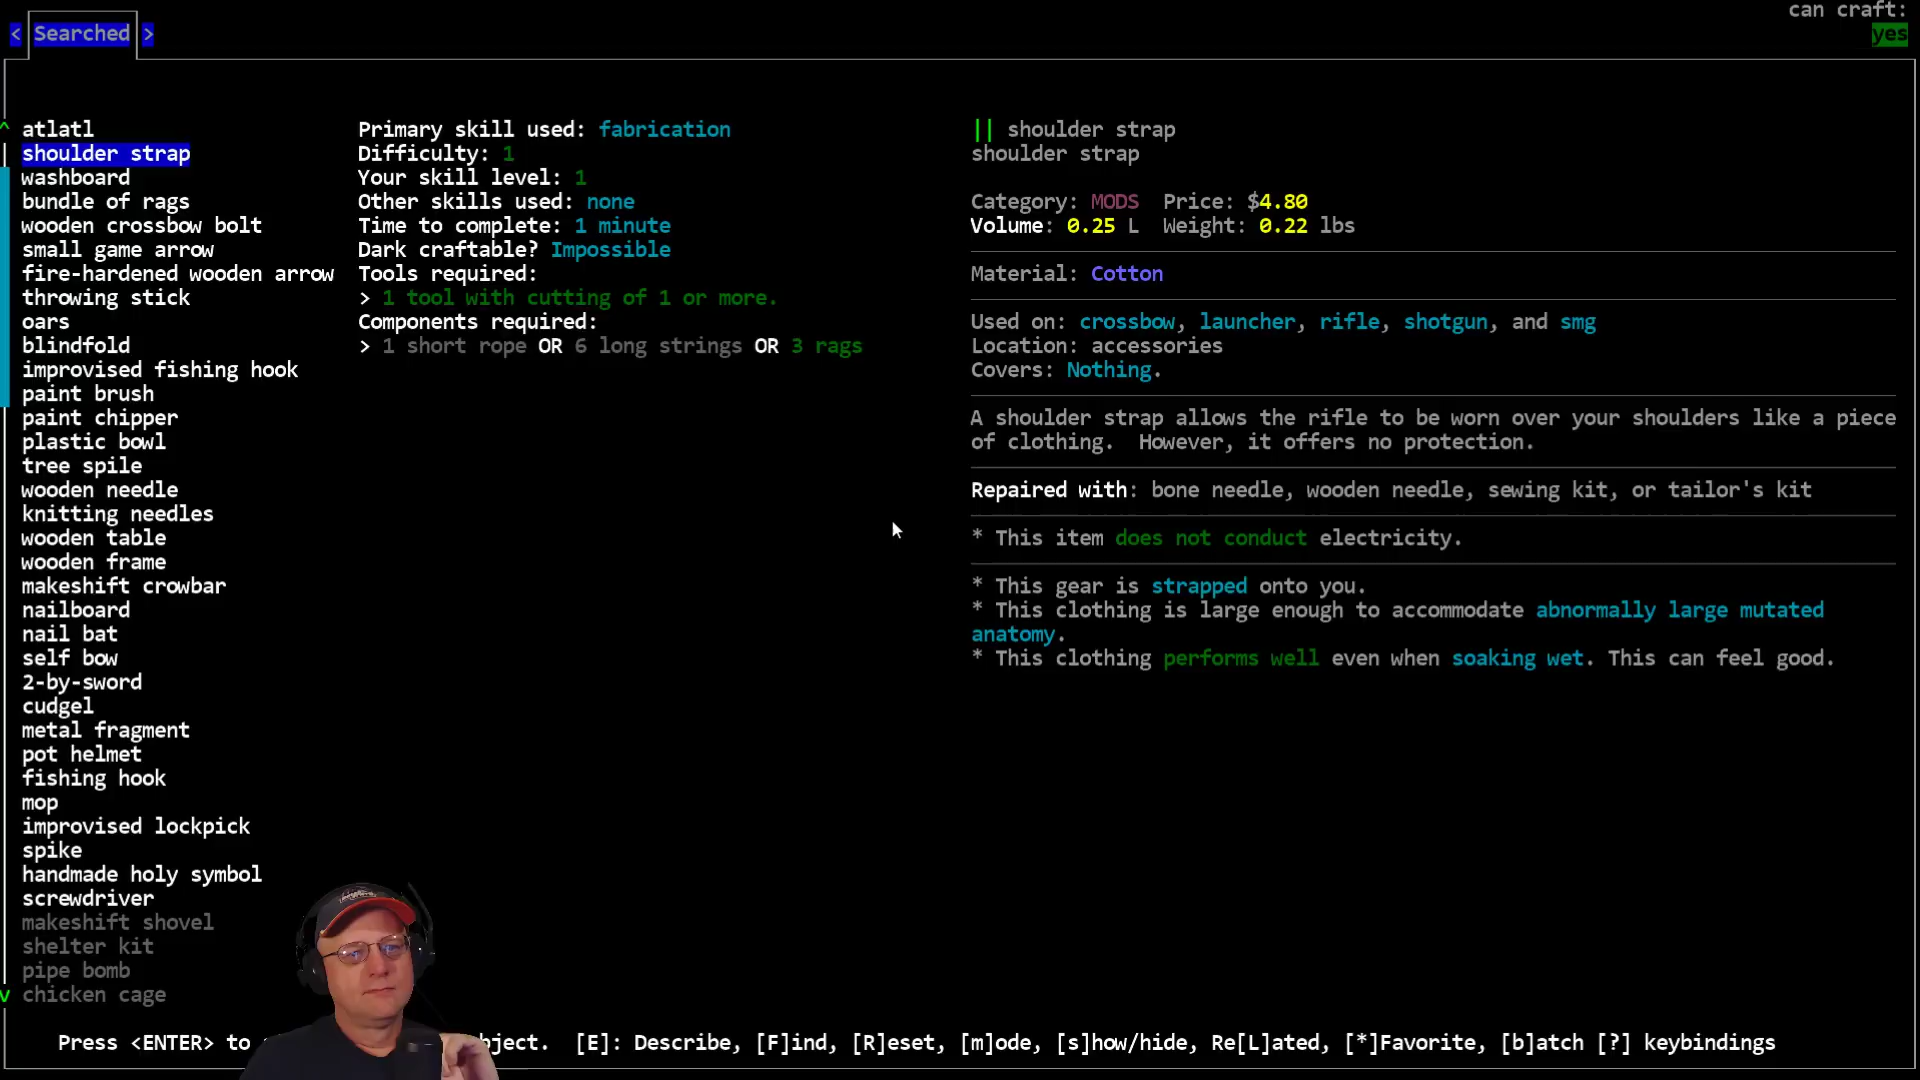 can craft:
< Searched >
yes
^ atlatl
shoulder strap
washboard
bundle of rags
wooden crossbow bolt
small game arrow
fire-hardened wooden arrow
throwing stick
oars
blindfold
improvised fishing hook
paint brush
paint chipper
plastic bowl
tree spile
wooden needle
knitting needles
wooden table
wooden frame
makeshift crowbar
nailboard
nail bat
self bow
2-by-sword
cudgel
metal fragment
pot helmet
fishing hook
mop
improvised lockpick
spike
handmade holy symbol
screwdriver
makeshift shovel
shelter kit
pipe bomb
v chicken cage
Primary skill used: fabrication
Difficulty: 1
Your skill level: 1
Other skills used: none
Time to complete: 1 minute
Dark craftable? Impossible
Tools required:
> 1 tool with cutting of 1 or more.
Components required:
> 1 short rope OR 6 long strings OR 3 rags
|| shoulder strap
shoulder strap
Category: MODS Price: $4.80
Volume: 0.25 L Weight: 0.22 lbs
Material: Cotton
Used on: crossbow, launcher, rifle, shotgun, and smg
Location: accessories
Covers: Nothing.
A shoulder strap allows the rifle to be worn over your shoulders like a piece
of clothing. However, it offers no protection.
Repaired with: bone needle, wooden needle, sewing kit, or tailor's kit
* This item does not conduct electricity.
* This gear is strapped onto you.
* This clothing is large enough to accommodate abnormally large mutated
anatomy.
* This clothing performs well even when soaking wet. This can feel good.
Press <ENTER> to bject. [E]: Describe, [F]ind, [R]eset, [m]ode, [s]how/hide, Re[L]ated, [*]Favorite, [b]atch [?] keybindings